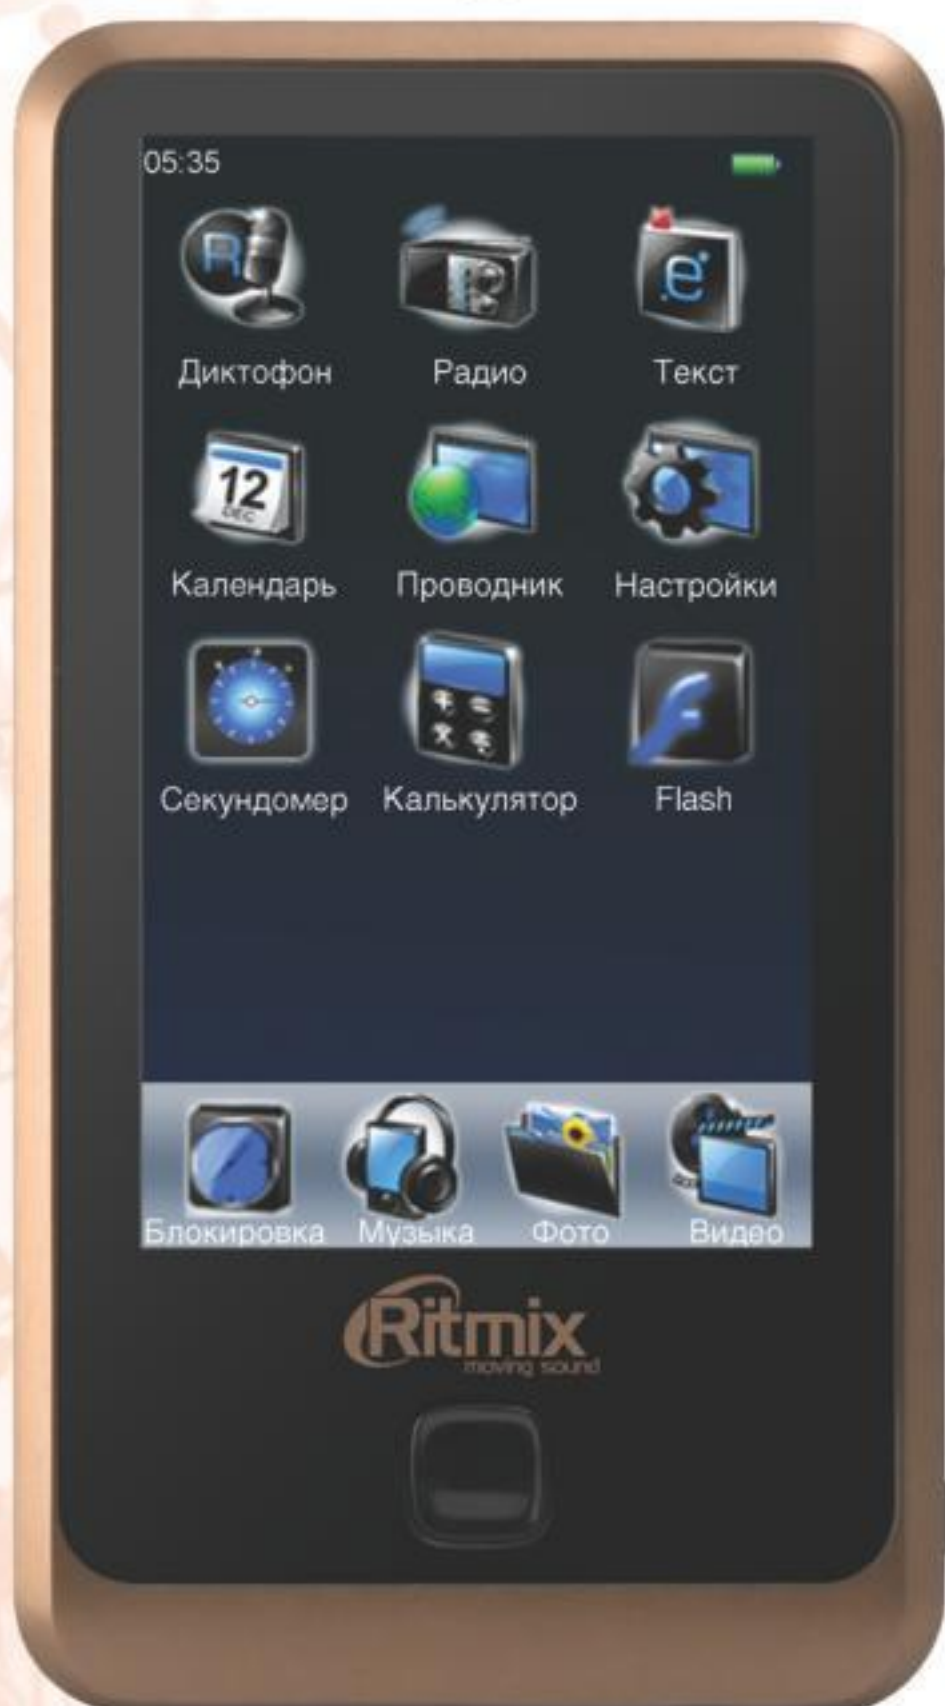 05:35
R
e
Диктофон Радио Текст
12
DEC
Календарь Проводник Настройки
Секундомер Калькулятор Flash
Блокировка Музыка Фото Видео
Ritmix
moving sound